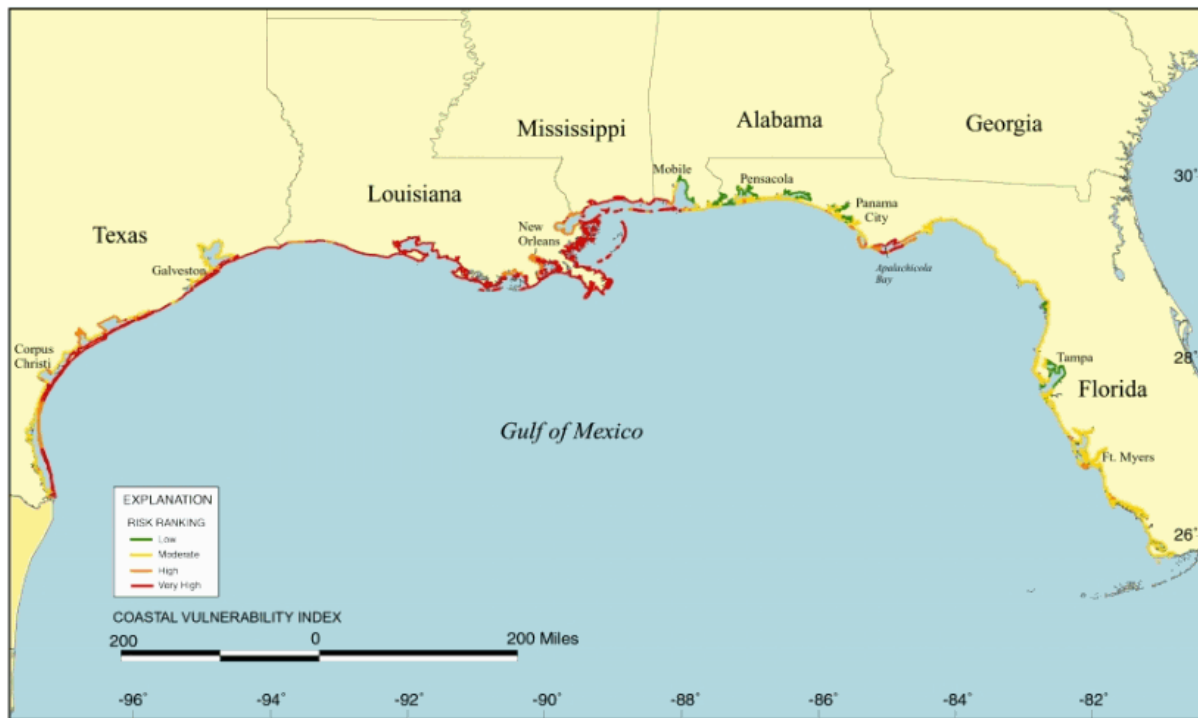 Mississippi
Alabama
Georgia
Mobile
Pensacola
30°
Louisiana
Panama
City
New
Orleans
Texas
Galveston
Apalachicola
Bay
Corpus
Christi
28°
Tampa
Florida
Gulf of Mexico
Ft. Myers
EXPLANATION
RISK RANKING
Low
Moderate
High
Very High
26°
COASTAL VULNERABILITY INDEX
200 0 200 Miles
-96° -94° -92° -90° -88° -86° -84° -82°